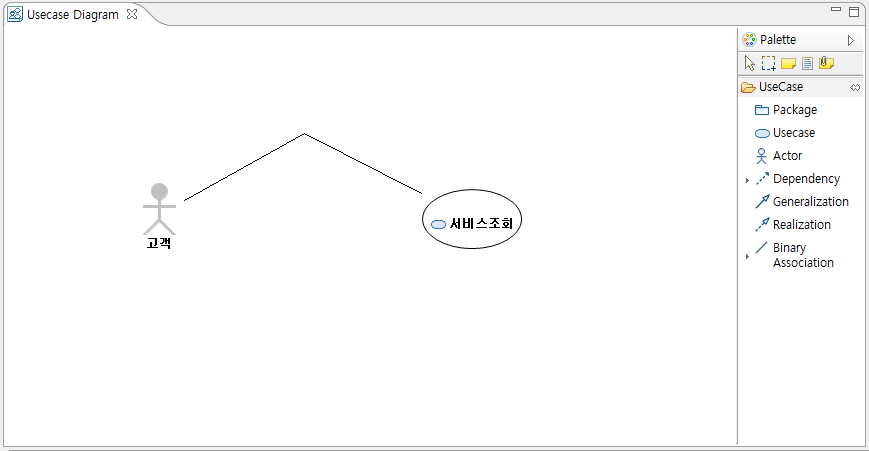 Usecase Diagram
Palette
UseCase
Package
Usecase
Actor
Dependency
Generalization
Realization
Binary
Association
고객
서비스조회